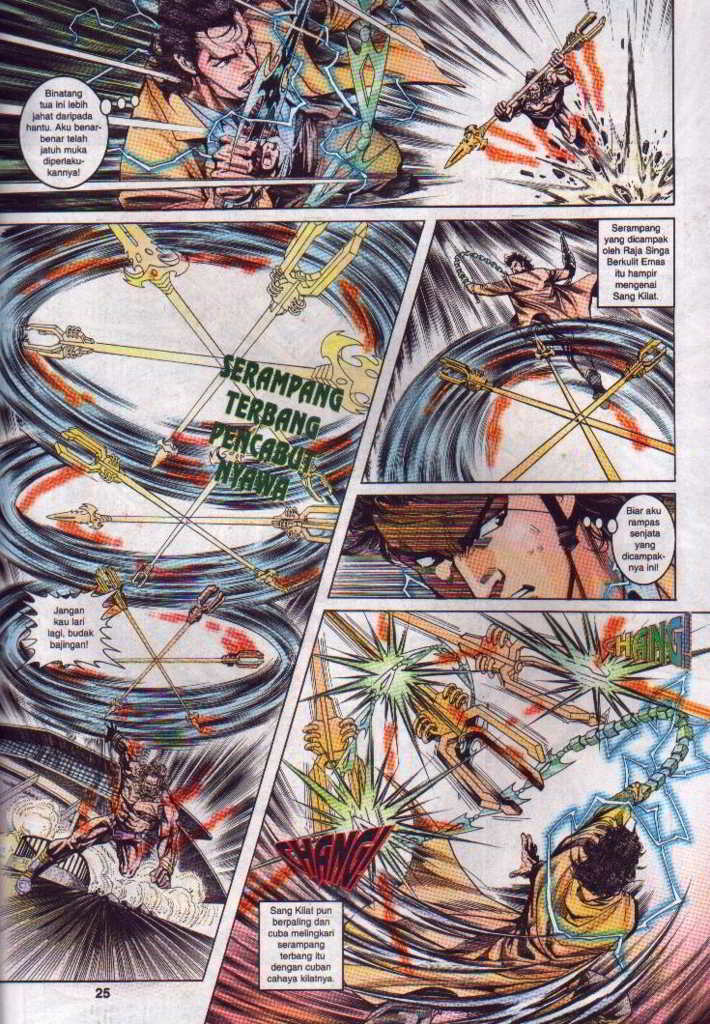 Binatang
tua ini lebih
jahat daripada
hantu. Aku benar-
benar telah
jatuh muka
diperlaku-
kannya!
SERAMPANG
TERBANG
PENCABUT
NYAWA
Serampang
yang dicampak
oleh Raja Singa
Berkulit Emas
itu hampir
mengenai
Sang Kilat.
Biar aku
rampas
senjata
yang
dicampak-
nya ini!
Jangan
kau lari
lagi, budak
bajingan!
CHANG!
CHANG!
Sang Kilat pun
berpaling dan
cuba melingkari
serampang
terbang itu
dengan cuban
cahaya kilatnya.
25